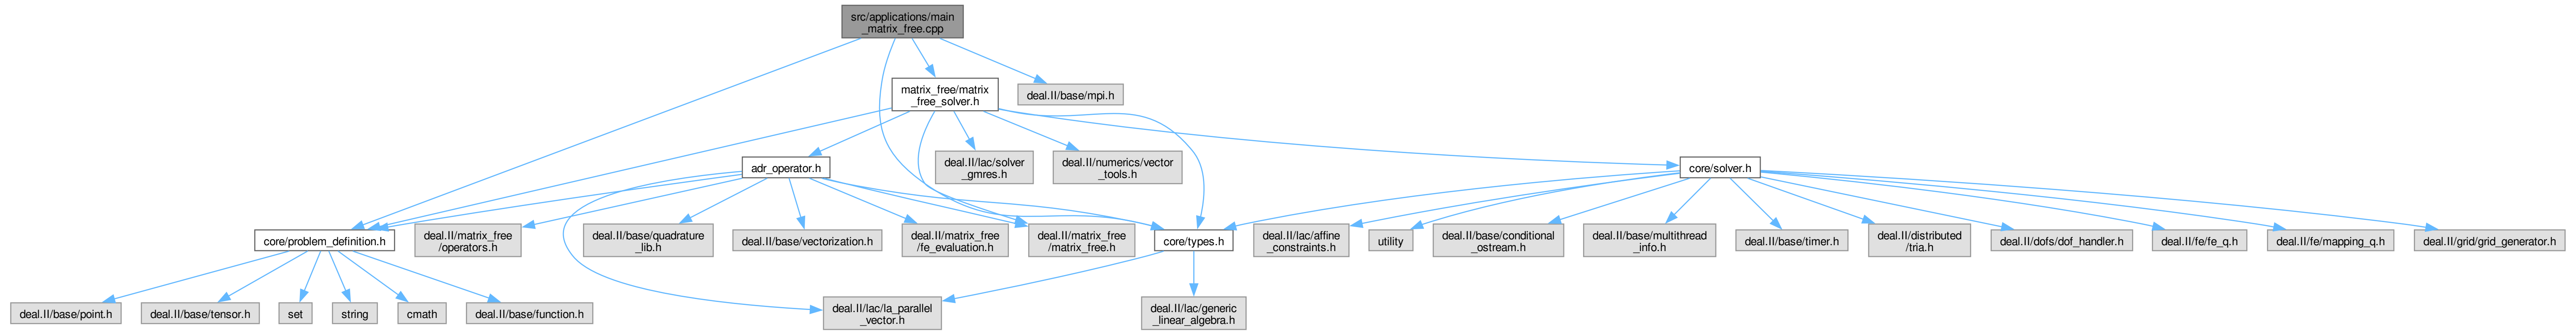 src/applications/main
_matrix_free.cpp
matrix_free/matrix
_free_solver.h
deal.II/base/mpi.h
adr_operator.h
deal.II/lac/solver
_gmres.h
deal.II/numerics/vector
_tools.h
core/solver.h
core/problem_definition.h
deal.II/matrix_free
/operators.h
deal.II/base/quadrature
_lib.h
deal.II/base/vectorization.h
deal.II/matrix_free
/fe_evaluation.h
deal.II/matrix_free
/matrix_free.h
core/types.h
deal.II/lac/affine
_constraints.h
utility
deal.II/base/conditional
_ostream.h
deal.II/base/multithread
_info.h
deal.II/base/timer.h
deal.II/distributed
/tria.h
deal.II/dofs/dof_handler.h
deal.II/fe/fe_q.h
deal.II/fe/mapping_q.h
deal.II/grid/grid_generator.h
deal.II/base/point.h
deal.II/base/tensor.h
set
string
cmath
deal.II/base/function.h
deal.II/lac/la_parallel
_vector.h
deal.II/lac/generic
_linear_algebra.h